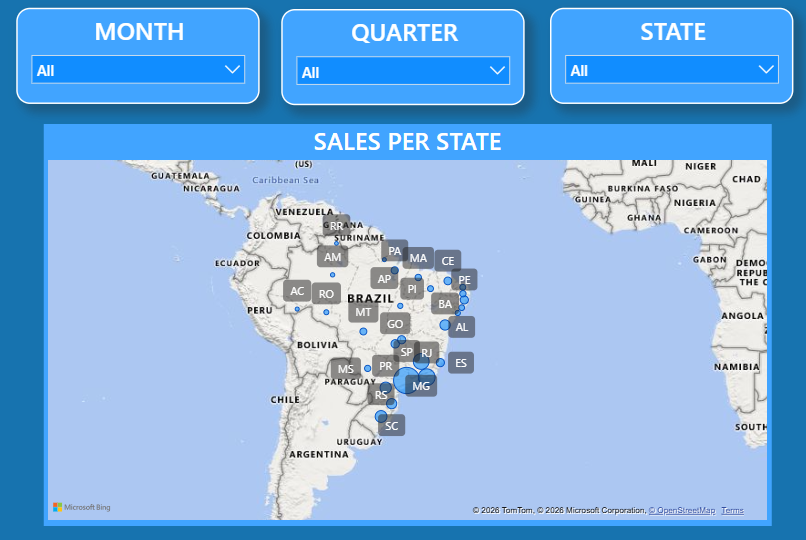 MONTH
QUARTER
STATE
All
All
All
SALES PER STATE
(US)
MALI
NIGER
CHAD
GUATEMALA
NICARAGUA
Caribbean Sea
BURKINA FASO
GUINEA
NIGERIA
GHANA
VENEZUELA
RR
SURINAME
COLOMBIA
CAMEROON
PA
MA
CE
AM
ECUADOR
GABON
DEMO
REPUB
THE C
AP
PI
PE
AC
RO
BRAZIL
BA
PERU
MT
GO
AL
ANGOLA
BOLIVIA
SP
RJ
ES
MS
PR
NAMIBIA
PARAGUAY
MG
RS
CHILE
SC
SOUTH
URUGUAY
ARGENTINA
Microsoft Bing
© 2026 TomTom, © 2026 Microsoft Corporation, © OpenStreetMap Terms